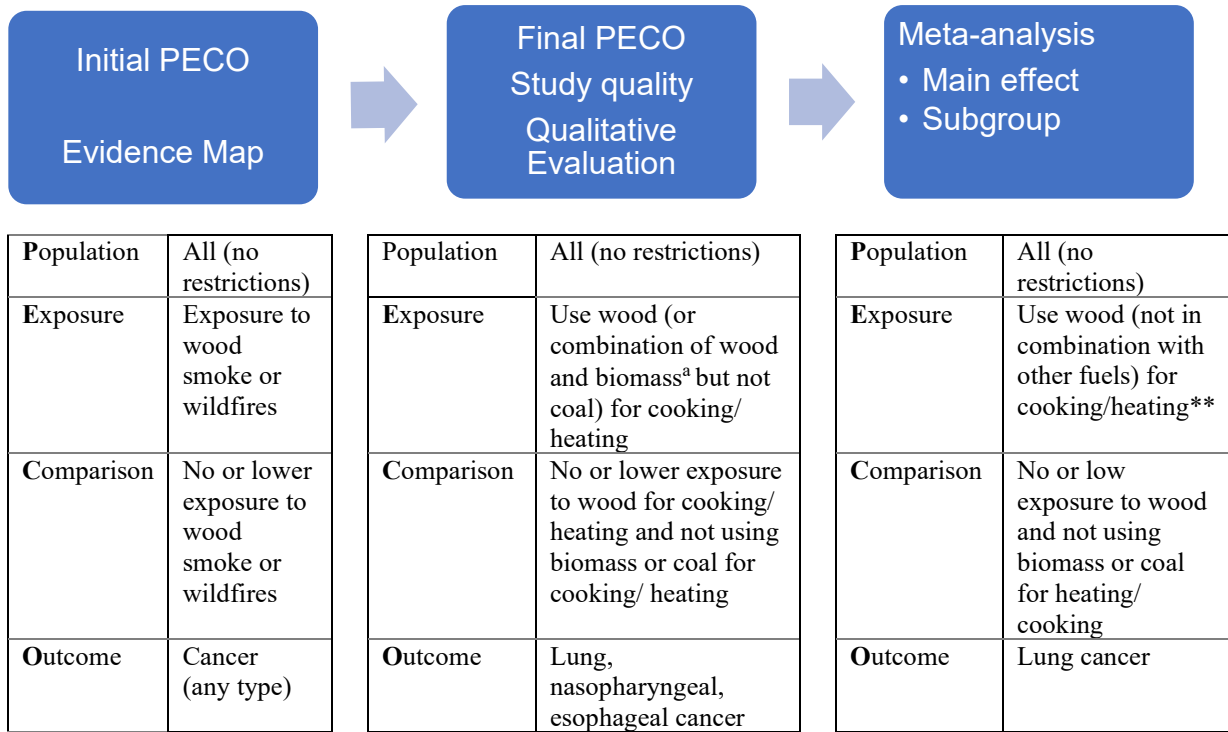 Initial PECO
Evidence Map
Final PECO
Study quality
Qualitative
Evaluation
Meta-analysis
• Main effect
• Subgroup
Population
All (no
restrictions)
Exposure
Exposure to
wood
smoke or
wildfires
Comparison
No or lower
exposure to
wood
smoke or
wildfires
Outcome
Cancer
(any type)
Population
All (no restrictions)
Exposure
Use wood (or
combination of wood
and biomassᵃ but not
coal) for cooking/
heating
Comparison
No or lower exposure
to wood for cooking/
heating and not using
biomass or coal for
cooking/ heating
Outcome
Lung,
nasopharyngeal,
esophageal cancer
Population
All (no
restrictions)
Exposure
Use wood (not in
combination with
other fuels) for
cooking/heating**
Comparison
No or low
exposure to wood
and not using
biomass or coal
for heating/
cooking
Outcome
Lung cancer